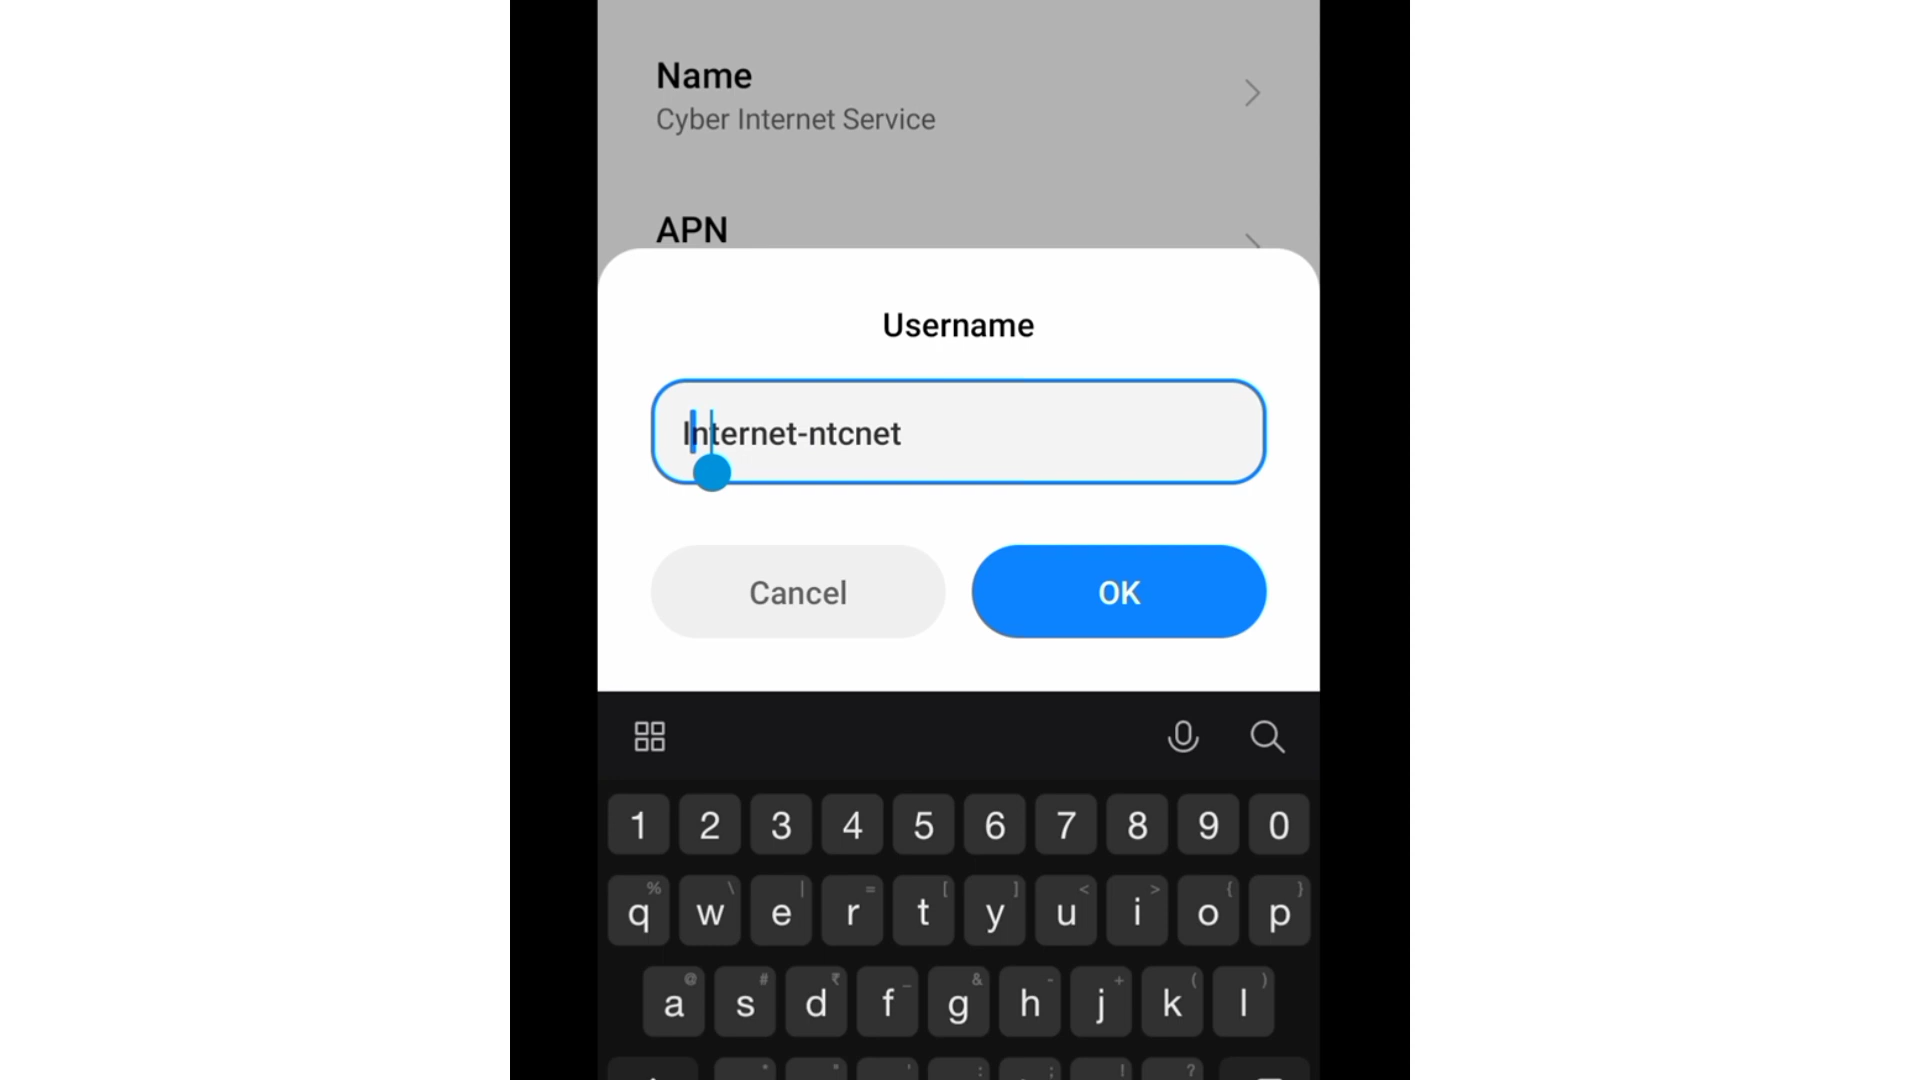 Name
Cyber Internet Service
APN
Username
Internet-ntcnet
Cancel
OK
1 2 3 4 5 6 7 8 9 0
% \ | = [ ] < > { }
q w e r t y u i o p
@ # ₹ _ & - + ( )
a s d f g h j k l
* " ' : ; ! ?